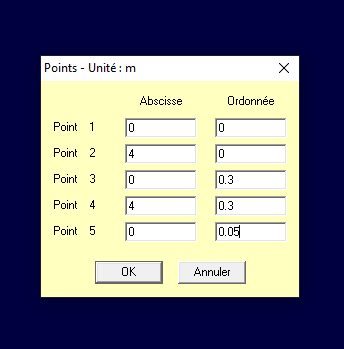 Points - Unité : m
Abscisse Ordonnée
Point 1 0 0
Point 2 4 0
Point 3 0 0.3
Point 4 4 0.3
Point 5 0 0.05
OK Annuler